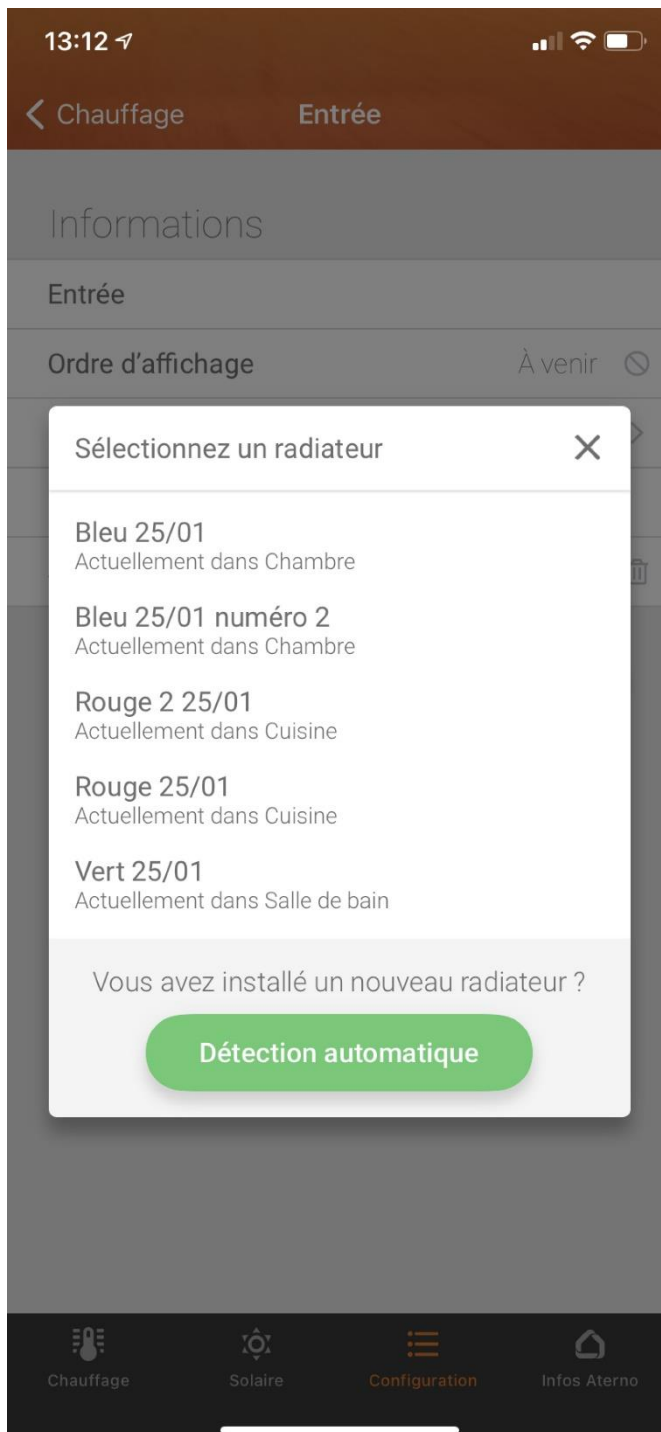 13:12
Chauffage
Entrée
Informations
Entrée
Ordre d’affichage
À venir
Sélectionnez un radiateur
Bleu 25/01
Actuellement dans Chambre
Bleu 25/01 numéro 2
Actuellement dans Chambre
Rouge 2 25/01
Actuellement dans Cuisine
Rouge 25/01
Actuellement dans Cuisine
Vert 25/01
Actuellement dans Salle de bain
Vous avez installé un nouveau radiateur ?
Détection automatique
Chauffage
Solaire
Configuration
Infos Aterno